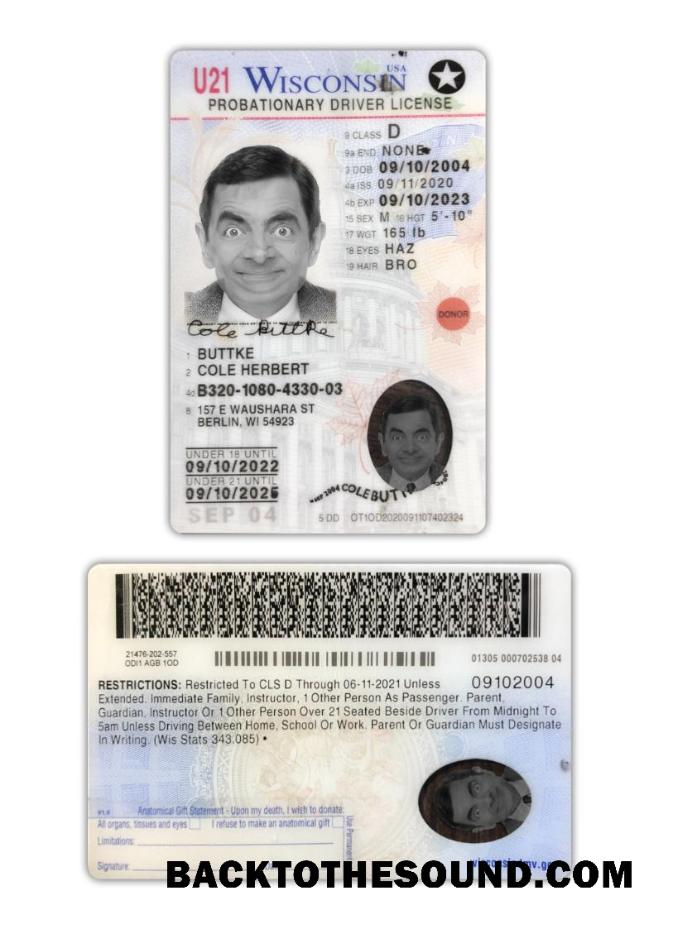 U21 WISCONSIN USA
PROBATIONARY DRIVER LICENSE
9 CLASS D
9a END NONE
3 DOB 09/10/2004
4a ISS 09/11/2020
4b EXP 09/10/2023
15 SEX M 16 HGT 5'-10"
17 WGT 165 lb
18 EYES HAZ
19 HAIR BRO
DONOR
Cole Buttke
1 BUTTKE
2 COLE HERBERT
4d B320-1080-4330-03
8 157 E WAUSHARA ST
BERLIN, WI 54923
UNDER 18 UNTIL
09/10/2022
UNDER 21 UNTIL
09/10/2025
SEP 04
SEP 2004 COLE BUTT
5 DD OT1OD2020091107402324
21476-202-557
ODI1 AGB 1OD
01305 000702538 04
09102004
RESTRICTIONS: Restricted To CLS D Through 06-11-2021 Unless
Extended. Immediate Family, Instructor, 1 Other Person As Passenger. Parent,
Guardian, Instructor Or 1 Other Person Over 21 Seated Beside Driver From Midnight To
5am Unless Driving Between Home, School Or Work. Parent Or Guardian Must Designate
In Writing. (Wis Stats 343.085) •
Anatomical Gift Statement - Upon my death, I wish to donate:
All organs, tissues and eyes I refuse to make an anatomical gift
Limitations:
Signature:
BACKTOTHESOUND.COM